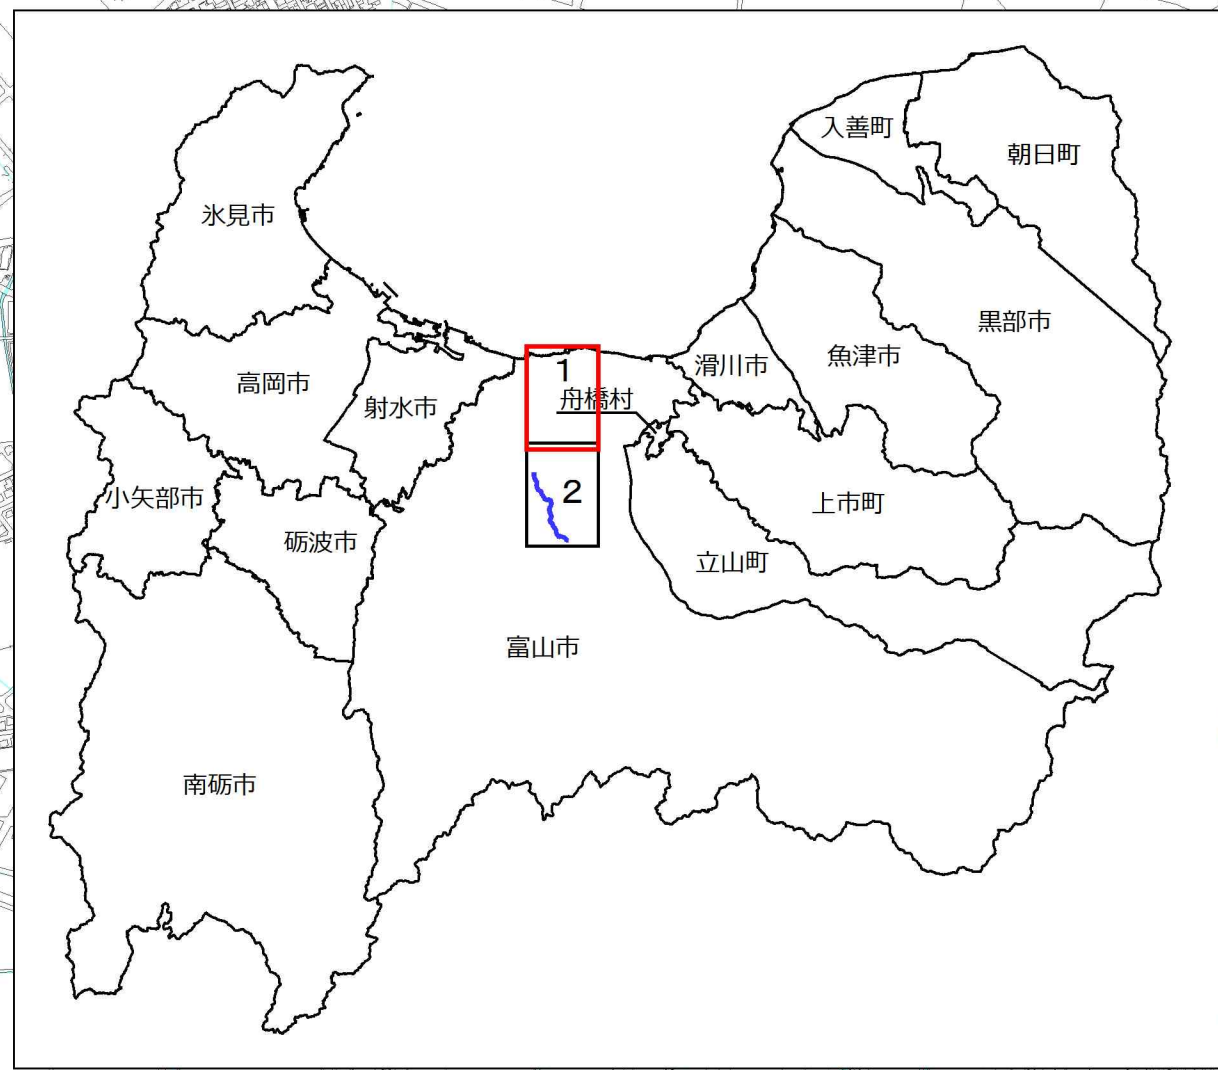 入善町
朝日町
氷見市
黒部市
魚津市
滑川市
1
高岡市
舟橋村
射水市
2
小矢部市
上市町
砺波市
立山町
富山市
南砺市